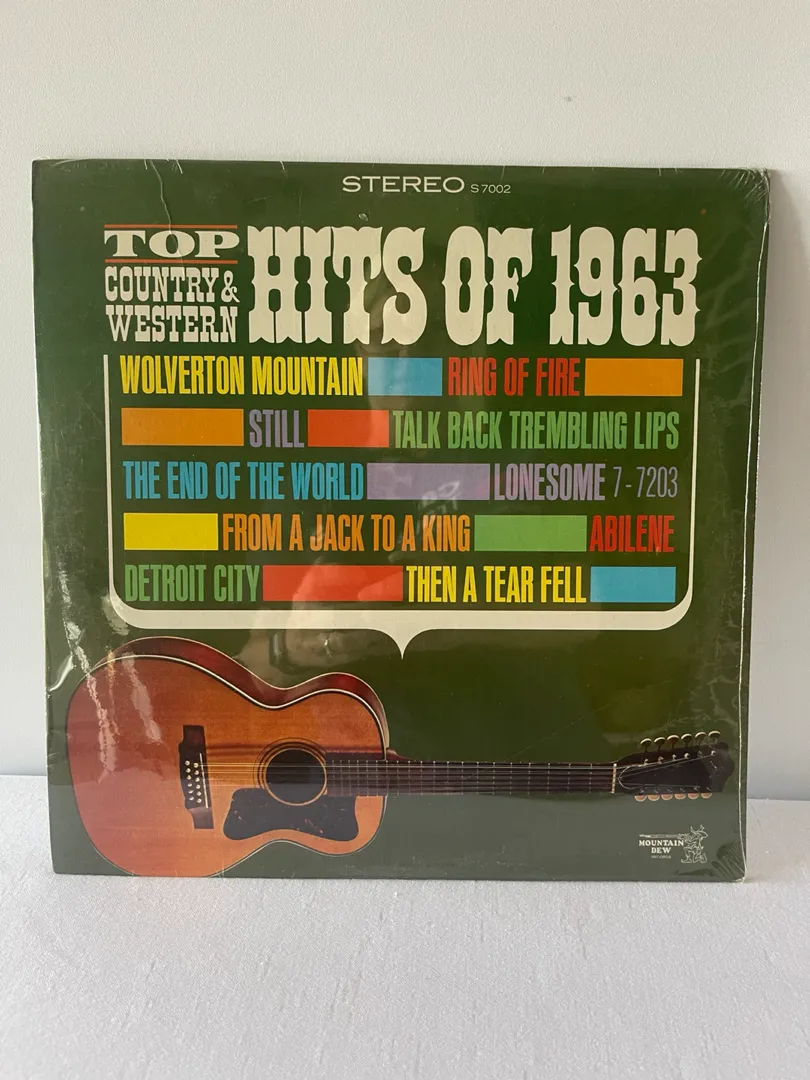 STEREO S 7002
TOP
COUNTRY &
WESTERN
HITS OF 1963
WOLVERTON MOUNTAIN RING OF FIRE
STILL TALK BACK TREMBLING LIPS
THE END OF THE WORLD LONESOME 7-7203
FROM A JACK TO A KING ABILENE
DETROIT CITY THEN A TEAR FELL
MOUNTAIN
DEW